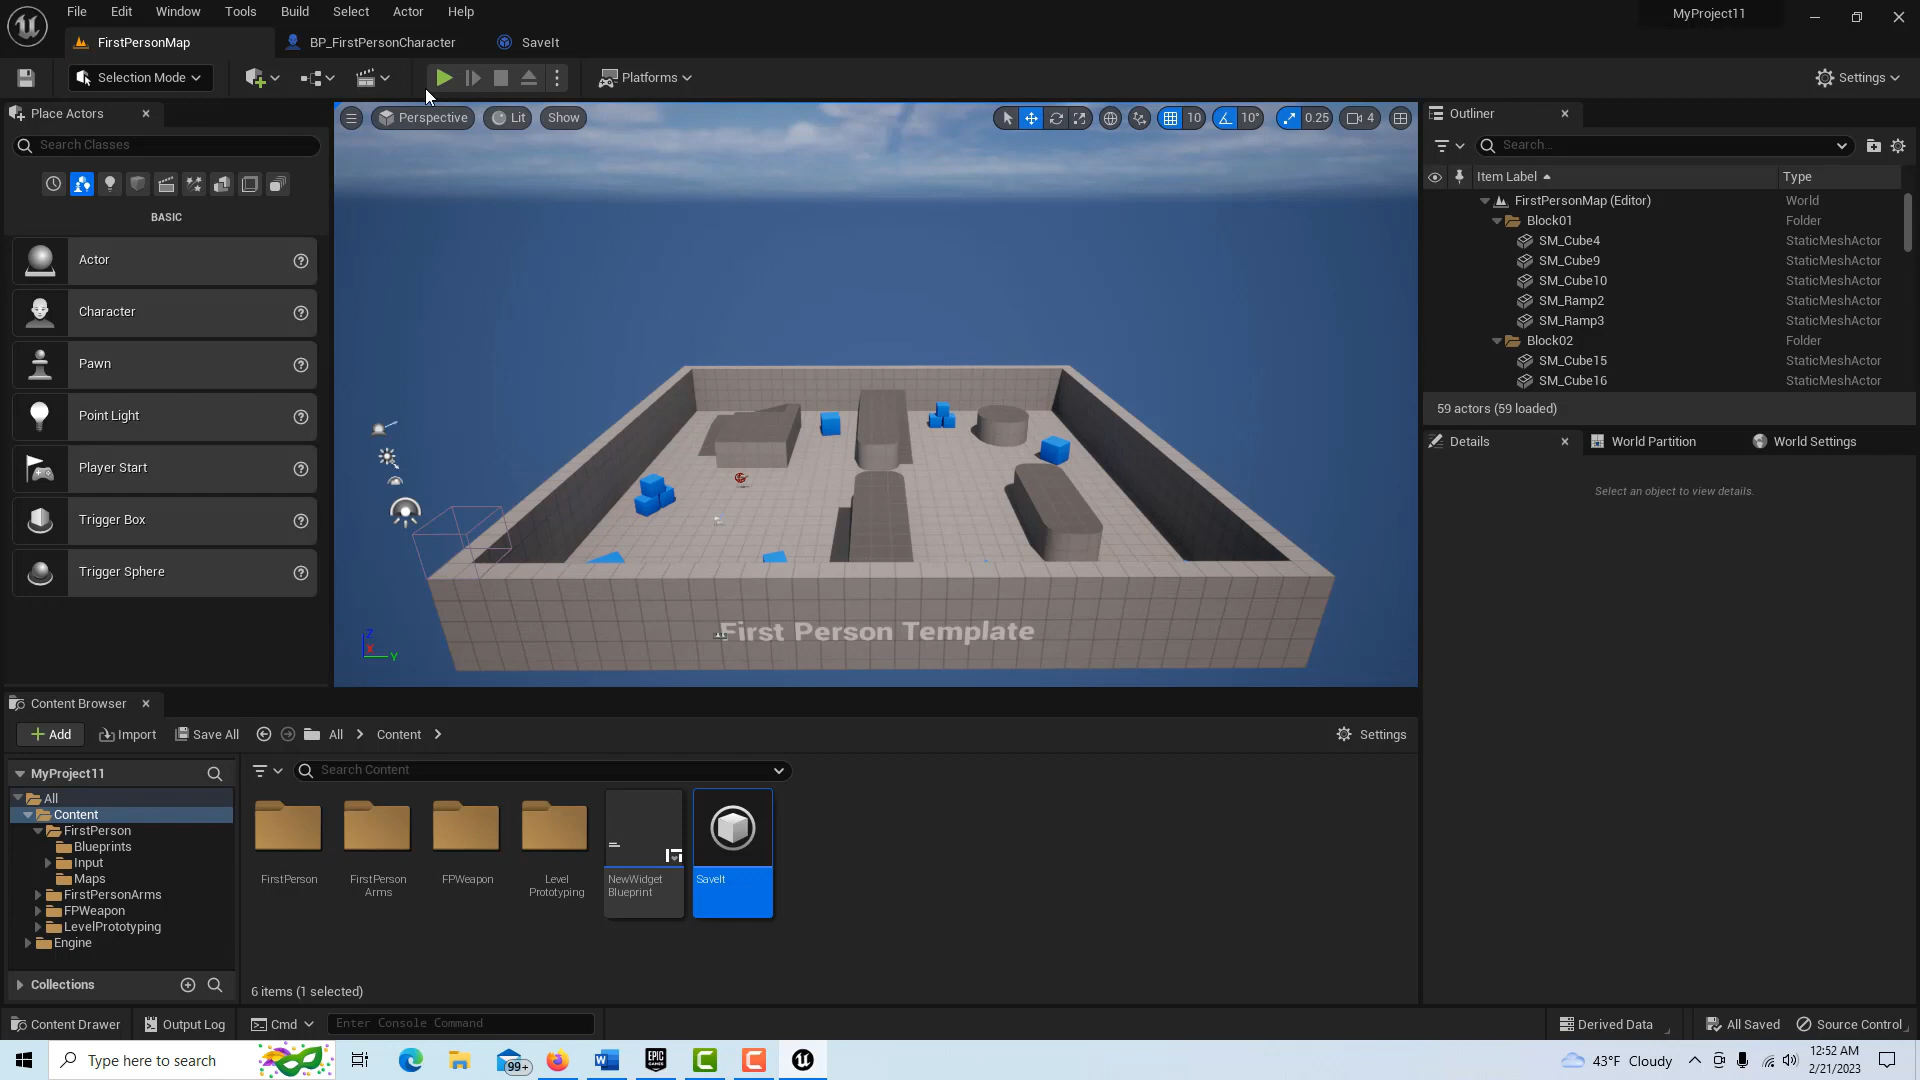 File Edit Window Tools Build Select Actor Help
MyProject11
FirstPersonMap
BP_FirstPersonCharacter
SaveIt
Selection Mode
Platforms
Settings
Place Actors
Search Classes
BASIC
Actor
Character
Pawn
Point Light
Player Start
Trigger Box
Trigger Sphere
Perspective
Lit
Show
10
10°
0.25
4
First Person Template
Z
X
Y
Outliner
Search...
Item Label
Type
FirstPersonMap (Editor) World
Block01 Folder
SM_Cube4 StaticMeshActor
SM_Cube9 StaticMeshActor
SM_Cube10 StaticMeshActor
SM_Ramp2 StaticMeshActor
SM_Ramp3 StaticMeshActor
Block02 Folder
SM_Cube15 StaticMeshActor
SM_Cube16 StaticMeshActor
59 actors (59 loaded)
Details
World Partition
World Settings
Select an object to view details.
Content Browser
Add
Import
Save All
All
Content
Settings
MyProject11
All
Content
FirstPerson
Blueprints
Input
Maps
FirstPersonArms
FPWeapon
LevelPrototyping
Engine
Collections
Search Content
FirstPerson
FirstPerson
Arms
FPWeapon
Level
Prototyping
NewWidget
Blueprint
SaveIt
6 items (1 selected)
Content Drawer
Output Log
Cmd
Enter Console Command
Derived Data
All Saved
Source Control
Type here to search
99+
EPIC
GAMES
43°F Cloudy
12:52 AM
2/21/2023